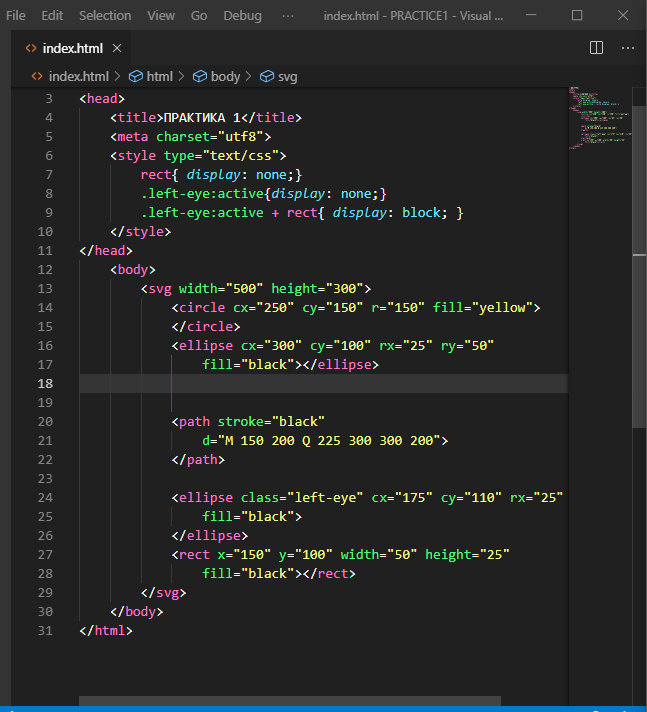 File Edit Selection View Go Debug ··· index.html - PRACTICE1 - Visual ...
<> index.html ×
<> index.html > html > body > svg
3 <head>
4 <title>ПРАКТИКА 1</title>
5 <meta charset="utf8">
6 <style type="text/css">
7 rect{ display: none;}
8 .left-eye:active{display: none;}
9 .left-eye:active + rect{ display: block; }
10 </style>
11 </head>
12 <body>
13 <svg width="500" height="300">
14 <circle cx="250" cy="150" r="150" fill="yellow">
15 </circle>
16 <ellipse cx="300" cy="100" rx="25" ry="50"
17 fill="black"></ellipse>
18
19
20 <path stroke="black"
21 d="M 150 200 Q 225 300 300 200">
22 </path>
23
24 <ellipse class="left-eye" cx="175" cy="110" rx="25"
25 fill="black">
26 </ellipse>
27 <rect x="150" y="100" width="50" height="25"
28 fill="black"></rect>
29 </svg>
30 </body>
31 </html>